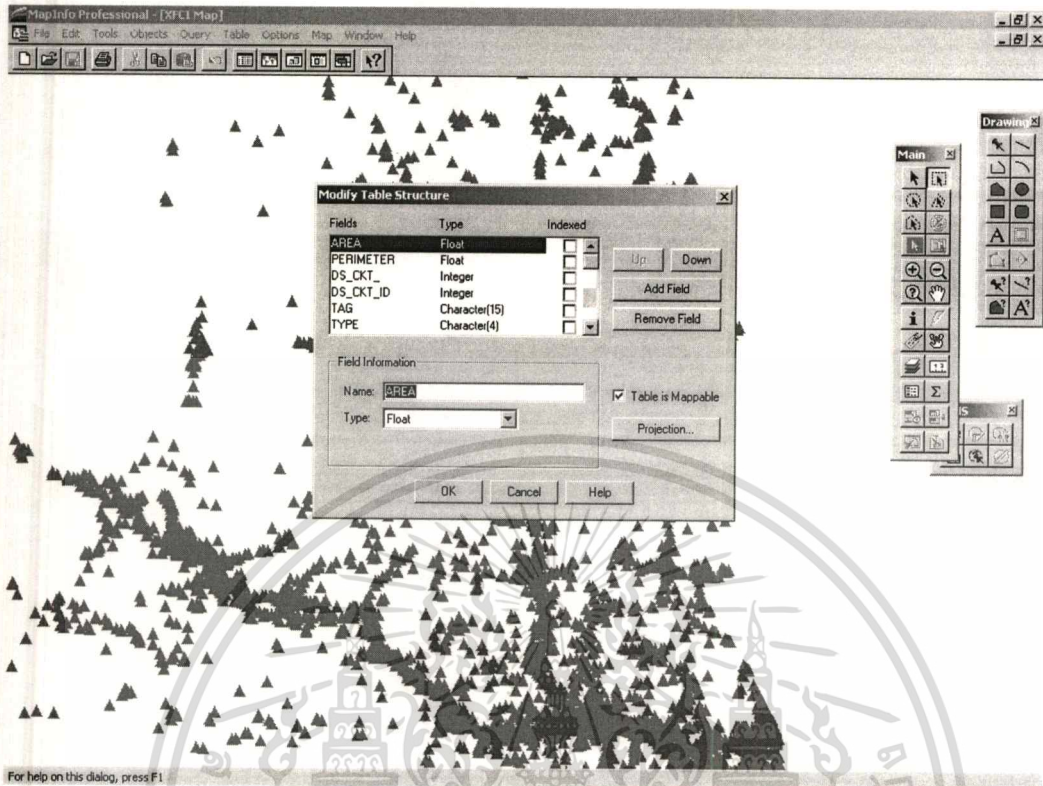 MapInfo Professional - [XFCI Map]
File Edit Tools Objects Query Table Options Map Window Help
Drawing
Main
Modify Table Structure
Fields Type Indexed
AREA Float
PERIMETER Float
DS_CKT_ Integer
DS_CKT_ID Integer
TAG Character(15)
TYPE Character(4)
Up Down
Add Field
Remove Field
Field Information
Name: AREA
Type: Float
Table is Mappable
Projection...
OK Cancel Help
For help on this dialog, press F1